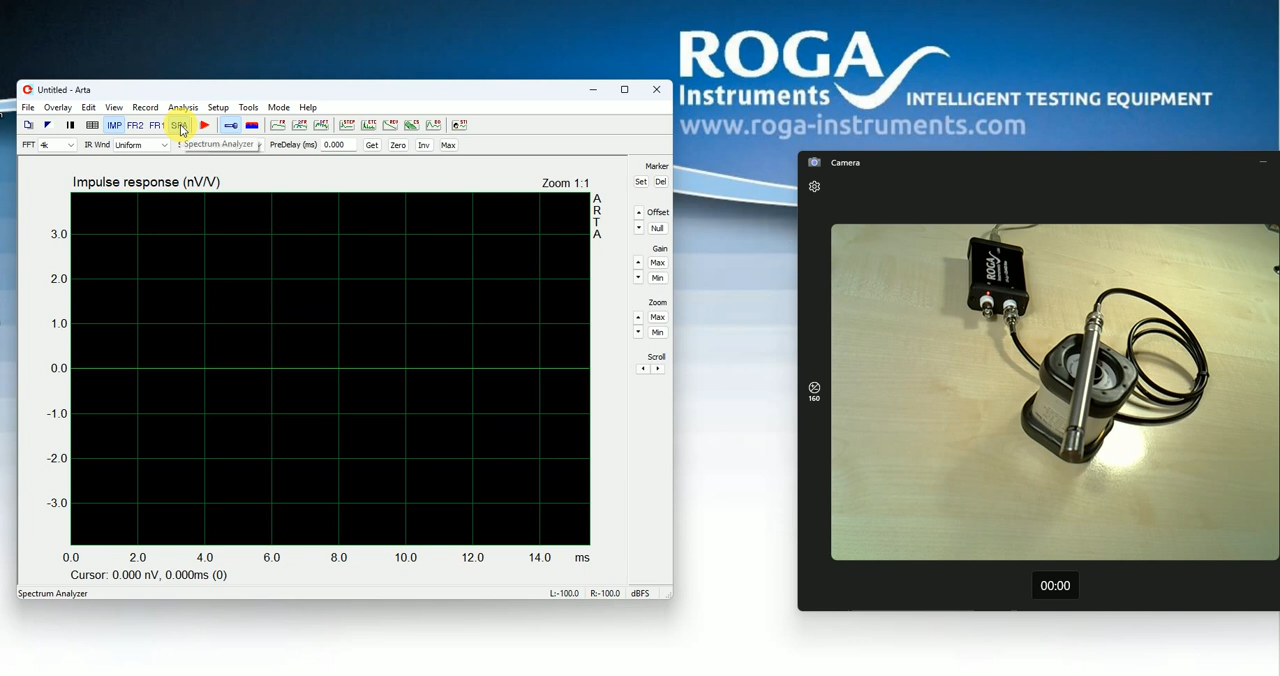 ROGA
Instruments
INTELLIGENT TESTING EQUIPMENT
www.roga-instruments.com
Untitled - Arta
File Overlay Edit View Record Analysis Setup Tools Mode Help
IMP FR2 FR1 SPA
FFT 4k IR Wnd Uniform PreDelay (ms) 0.000 Get Zero Inv Max
Spectrum Analyzer
Impulse response (nV/V) Zoom 1:1
A
R
T
A
3.0
2.0
1.0
0.0
-1.0
-2.0
-3.0
0.0 2.0 4.0 6.0 8.0 10.0 12.0 14.0 ms
Cursor: 0.000 nV, 0.000ms (0)
Marker
Set Del
Offset
Null
Gain
Max
Min
Zoom
Max
Min
Scroll
Spectrum Analyzer L:-100.0 R:-100.0 dBFS
Camera
160
ROGA
00:00